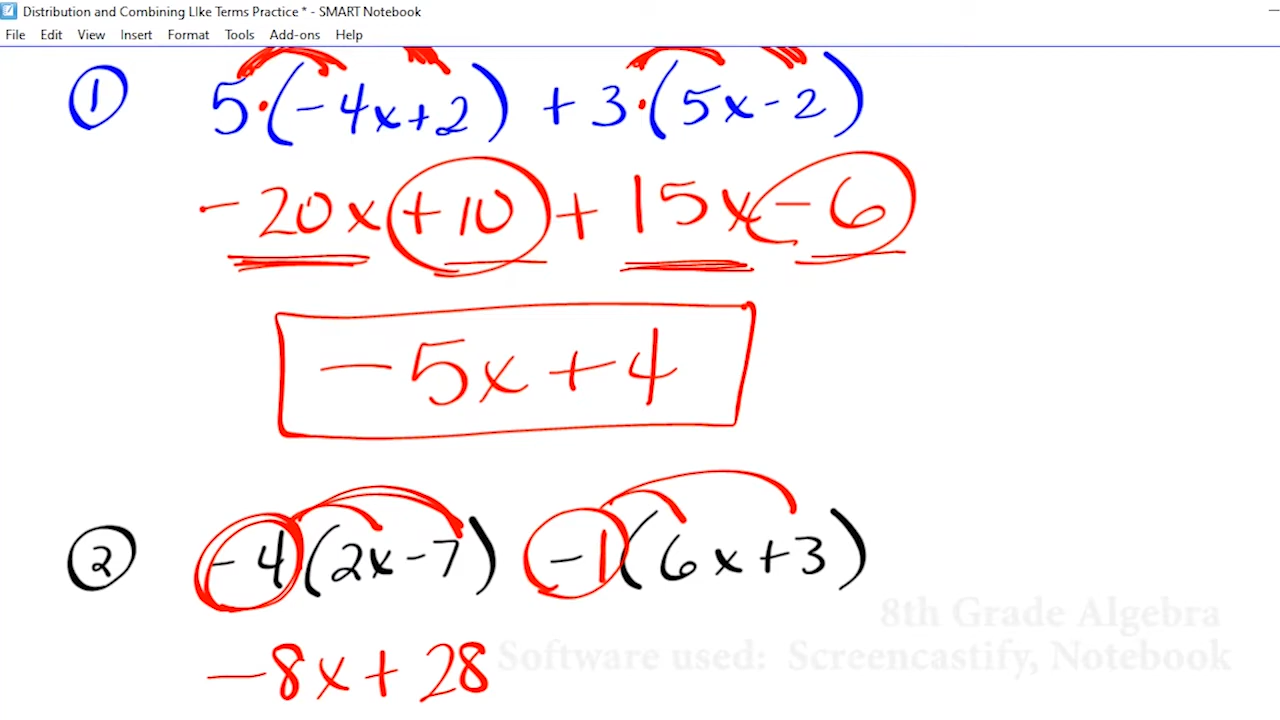 Distribution and Combining LIke Terms Practice * - SMART Notebook
File Edit View Insert Format Tools Add-ons Help
① 5·(-4x+2) + 3·(5x-2)
-20x+10+15x-6
-5x+4
② -4(2x-7) -1(6x+3)
8th Grade Algebra
-8x+28
Software used: Screencastify, Notebook